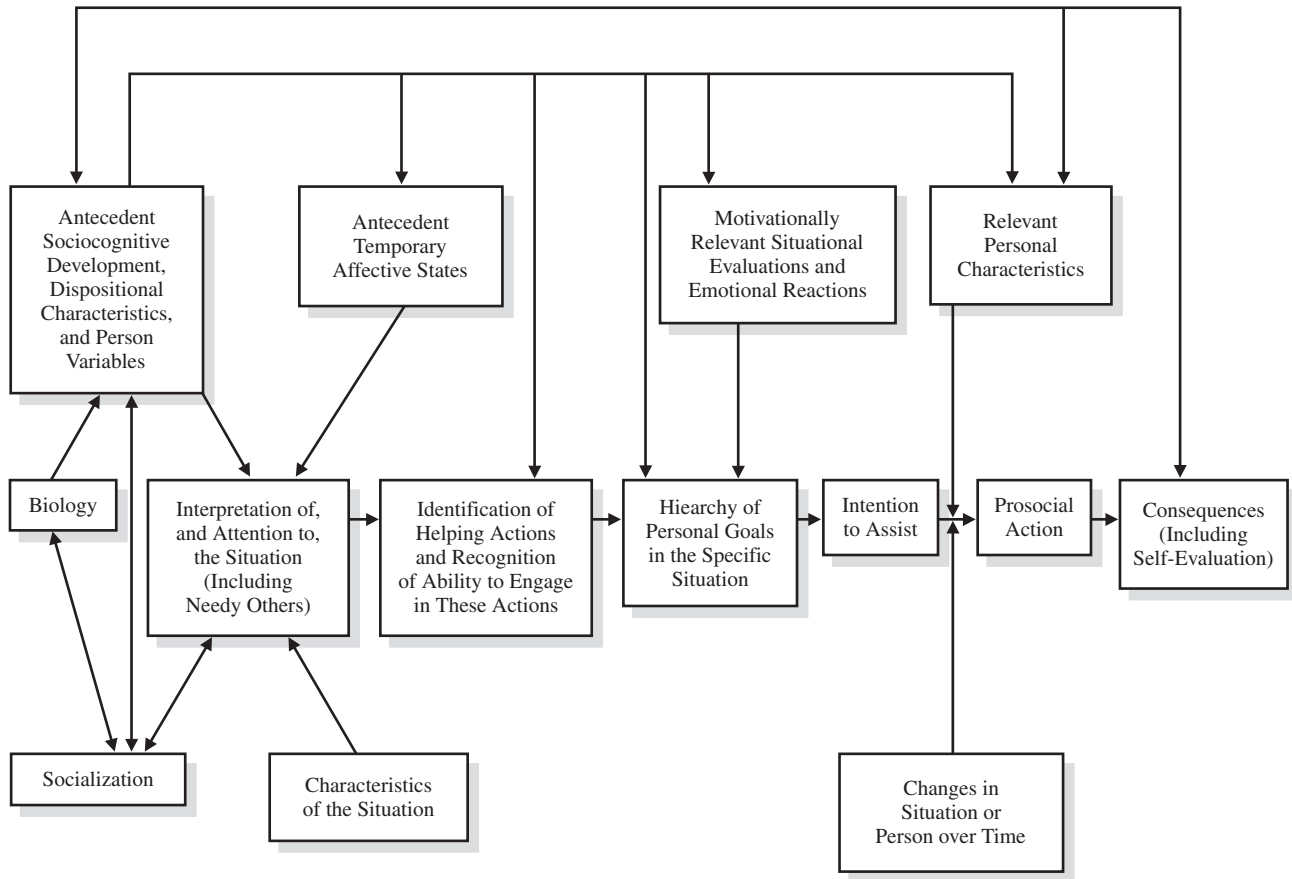 Antecedent
Sociocognitive
Development,
Dispositional
Characteristics,
and Person
Variables
Antecedent
Temporary
Affective States
Motivationally
Relevant Situational
Evaluations and
Emotional Reactions
Relevant
Personal
Characteristics
Biology
Interpretation of,
and Attention to,
the Situation
(Including
Needy Others)
Identification of
Helping Actions
and Recognition
of Ability to Engage
in These Actions
Hierarchy of
Personal Goals
in the Specific
Situation
Intention
to Assist
Prosocial
Action
Consequences
(Including
Self-Evaluation)
Socialization
Characteristics
of the Situation
Changes in
Situation or
Person over Time